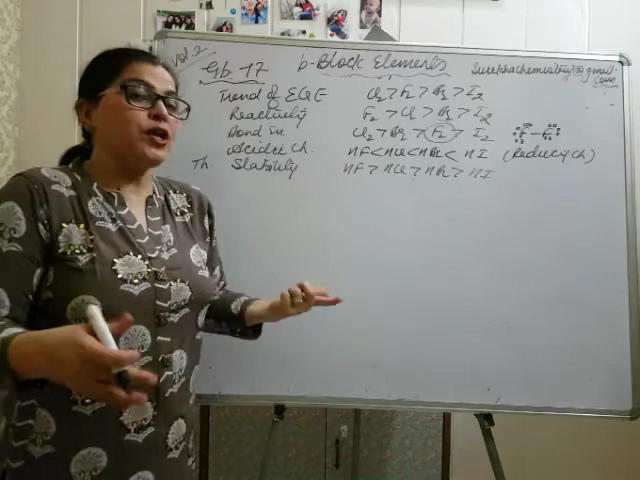 Vol. 2
Gp. 17 p-Block Elements Surekhachemistry@gmail.com
Trend of EGE Cl2 > F2 > Br2 > I2
Reactivity F2 > Cl > Br2 > I2
Bond En. Cl2 > Br2 > F2 > I2 F–F
Acidic Ch. HF < HCl < HBr < HI (Reducing Ch)
Th. Stability HF > HCl > HBr > HI